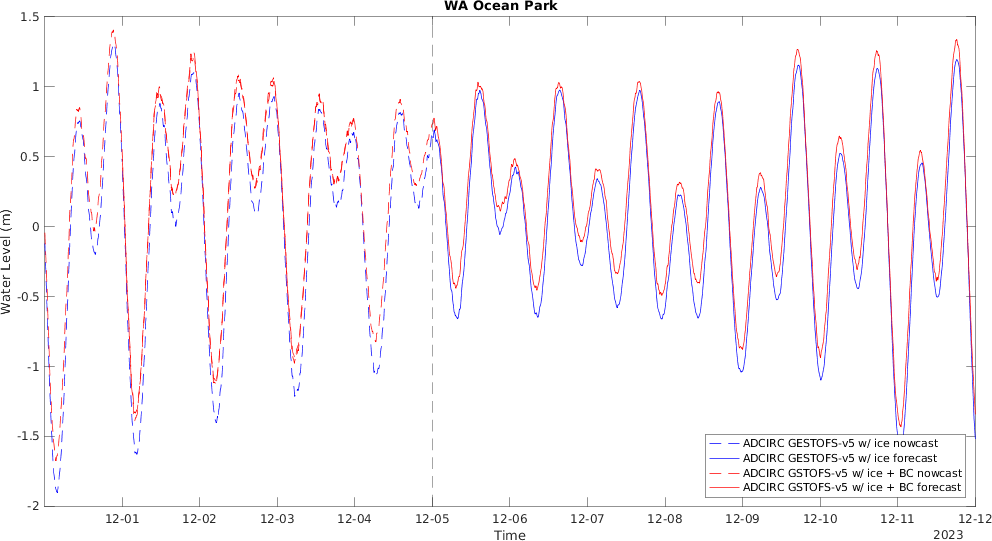 WA Ocean Park
1.5
1
0.5
0
-0.5
-1
-1.5
-2
Water Level (m)
12-01 12-02 12-03 12-04 12-05 12-06 12-07 12-08 12-09 12-10 12-11 12-12
Time
2023
ADCIRC GESTOFS-v5 w/ ice nowcast
ADCIRC GESTOFS-v5 w/ ice forecast
ADCIRC GSTOFS-v5 w/ ice + BC nowcast
ADCIRC GSTOFS-v5 w/ ice + BC forecast